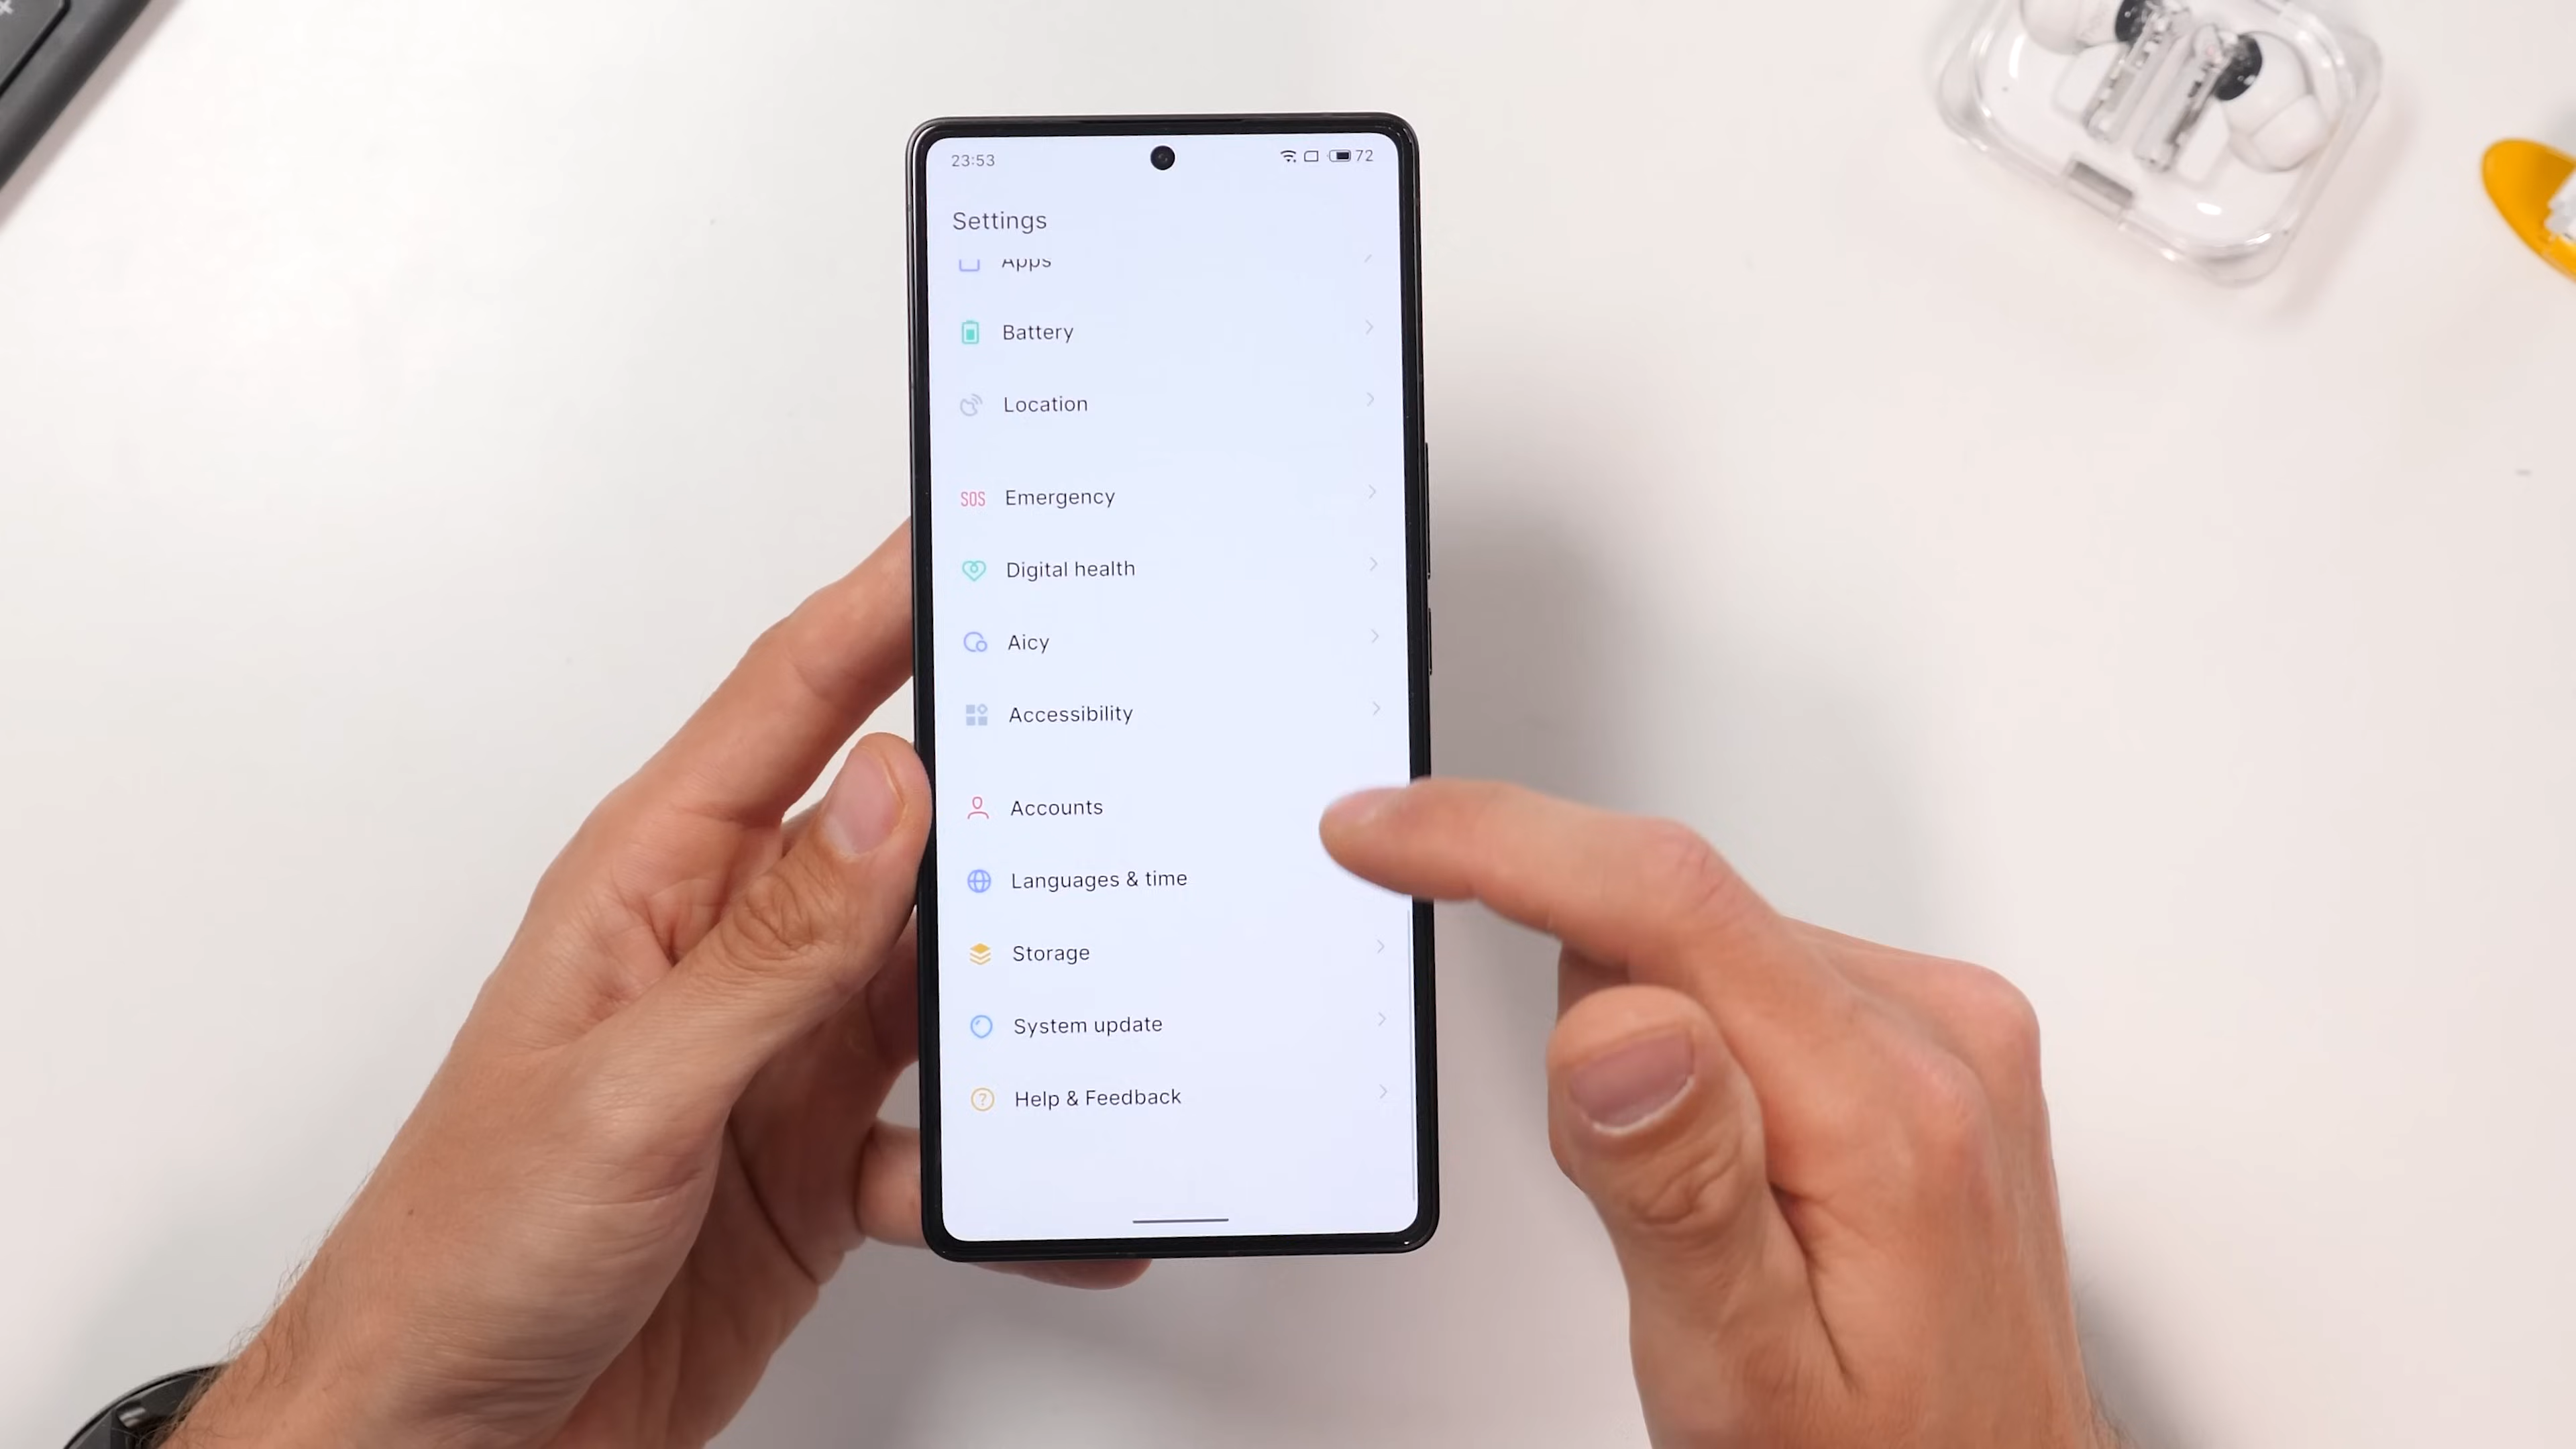 23:53
72
Settings
Apps
Battery
Location
SOS Emergency
Digital health
Aicy
Accessibility
Accounts
Languages & time
Storage
System update
? Help & Feedback